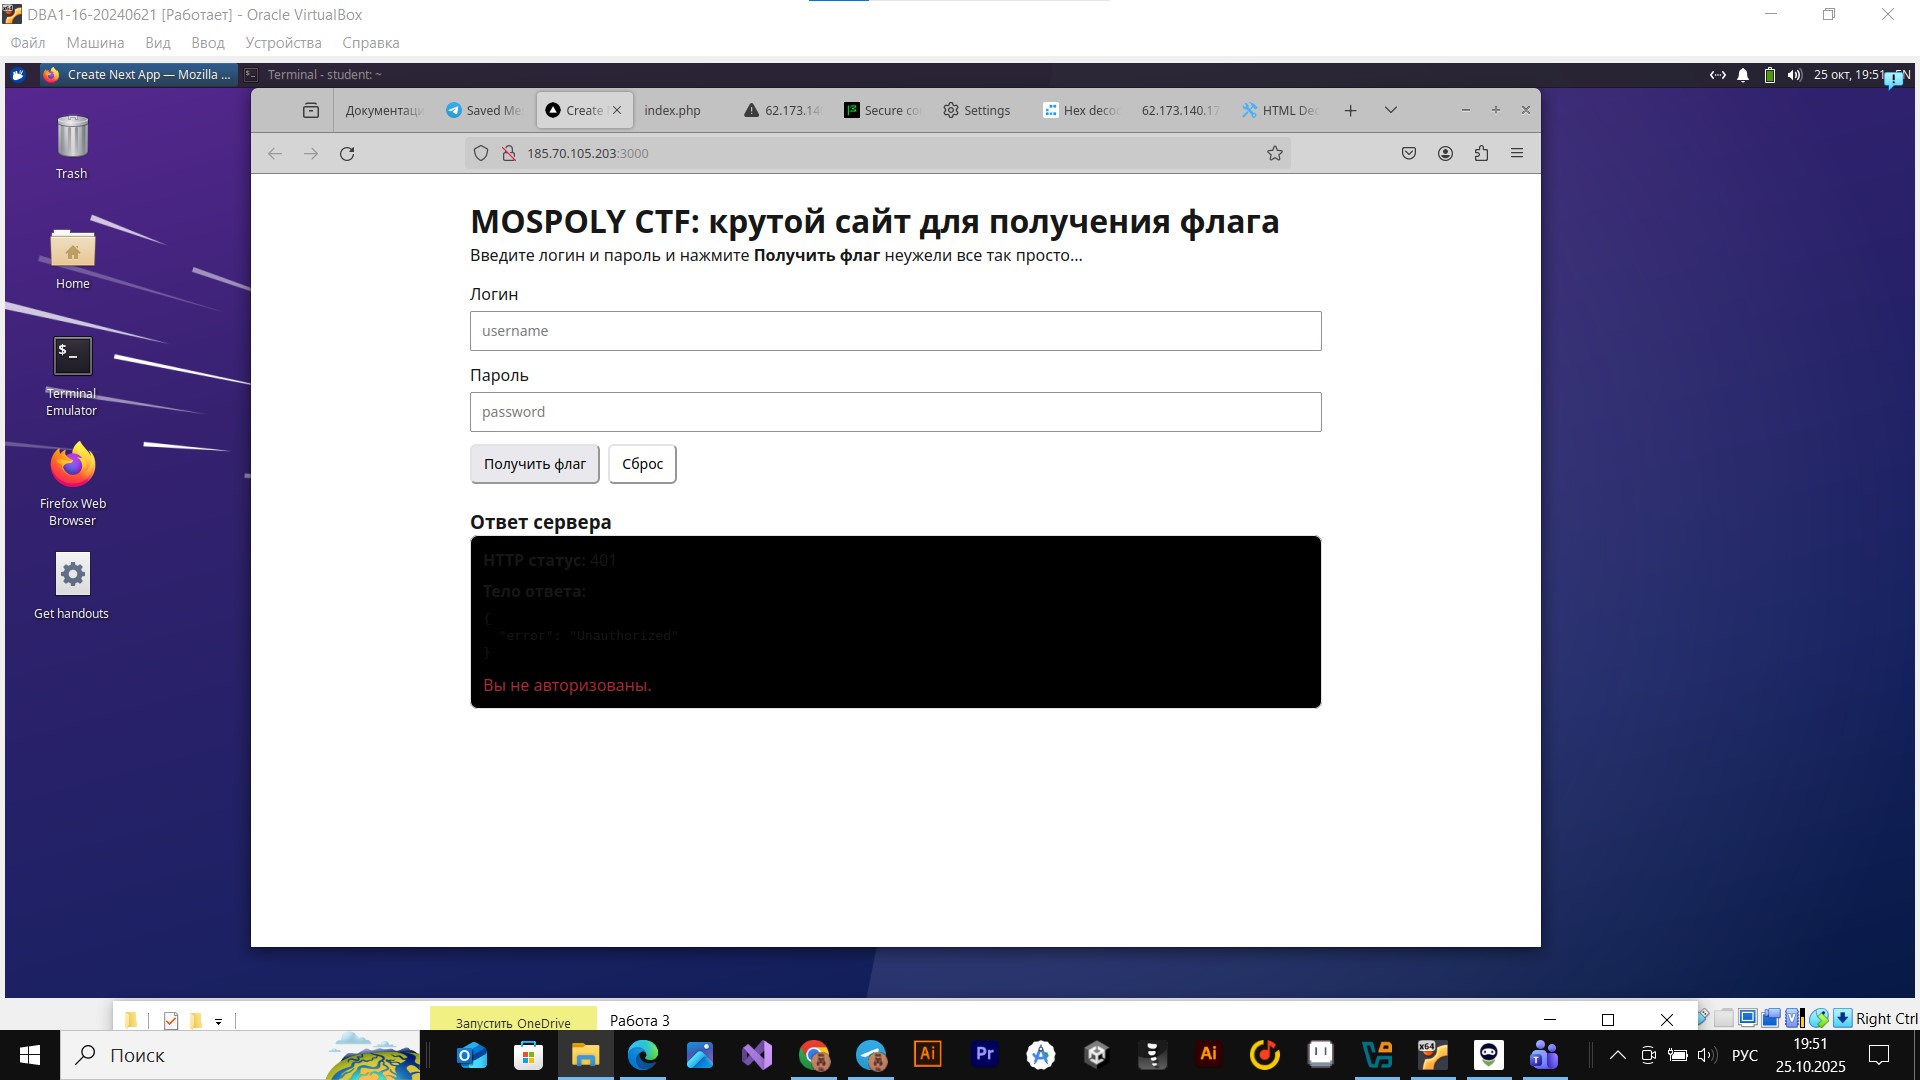 DBA1-16-20240621 [Работает] - Oracle VirtualBox
Файл Машина Вид Ввод Устройства Справка
Create Next App — Mozilla ... Terminal - student: ~ 25 окт, 19:51 EN
Документац Saved Me Create index.php 62.173.14 Secure co Settings Hex deco 62.173.140.17 HTML Dec
185.70.105.203:3000
Trash
Home
Terminal
Emulator
Firefox Web
Browser
Get handouts
MOSPOLY CTF: крутой сайт для получения флага
Введите логин и пароль и нажмите Получить флаг неужели все так просто...
Логин
username
Пароль
password
Получить флаг Сброс
Ответ сервера
HTTP статус: 401
Тело ответа:
{
"error": "Unauthorized"
}
Вы не авторизованы.
Запустить OneDrive Работа 3
Right Ctrl
Поиск
Ai Pr Ai x64 РУС
19:51
25.10.2025